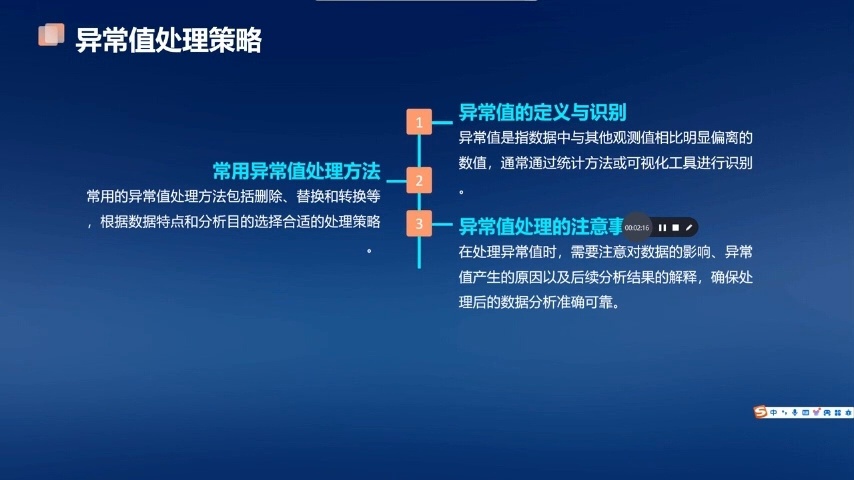 异常值处理策略
1
异常值的定义与识别
异常值是指数据中与其他观测值相比明显偏离的
数值，通常通过统计方法或可视化工具进行识别
。
2
常用异常值处理方法
常用的异常值处理方法包括删除、替换和转换等
，根据数据特点和分析目的选择合适的处理策略
。
3
异常值处理的注意事
在处理异常值时，需要注意对数据的影响、异常
值产生的原因以及后续分析结果的解释，确保处
理后的数据分析准确可靠。
00:02:16
中